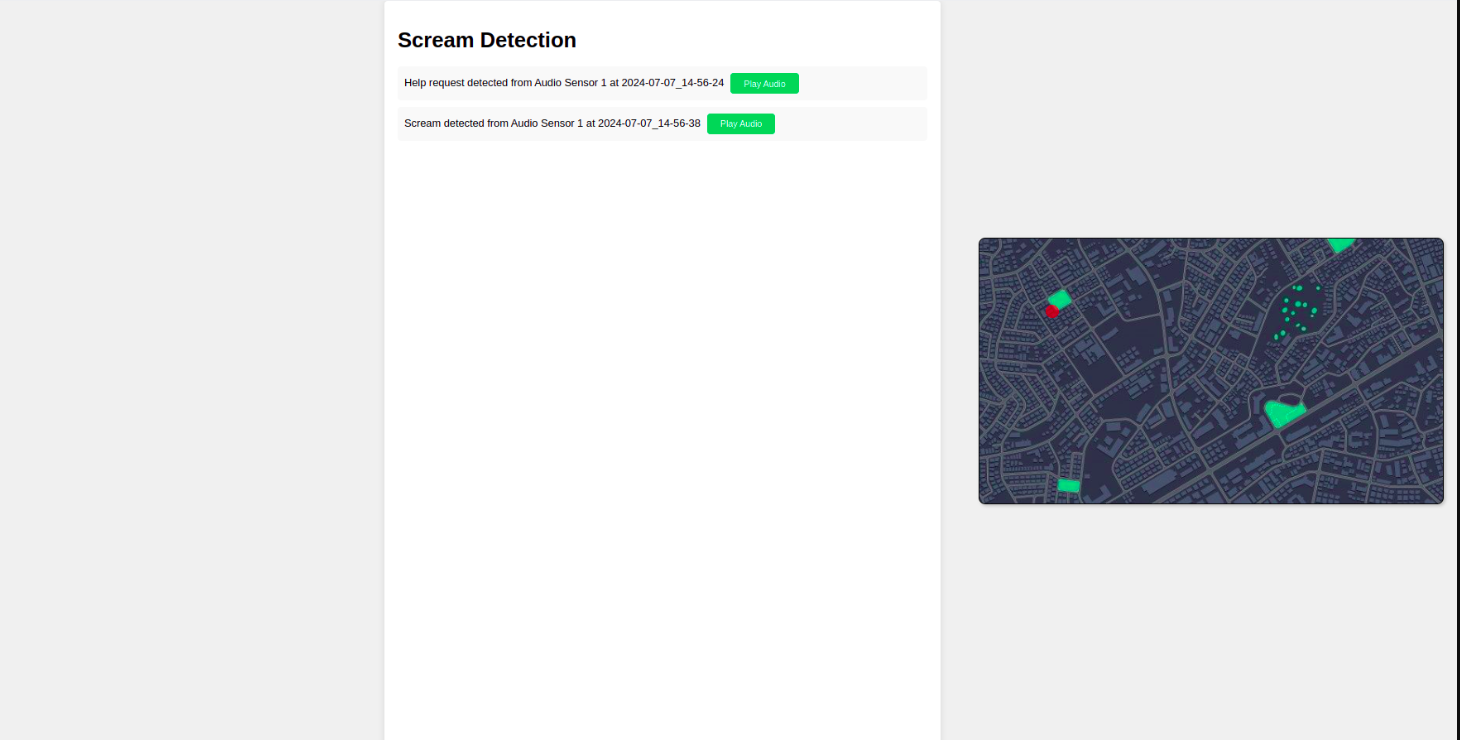 Scream Detection
Help request detected from Audio Sensor 1 at 2024-07-07_14-56-24 Play Audio
Scream detected from Audio Sensor 1 at 2024-07-07_14-56-38 Play Audio